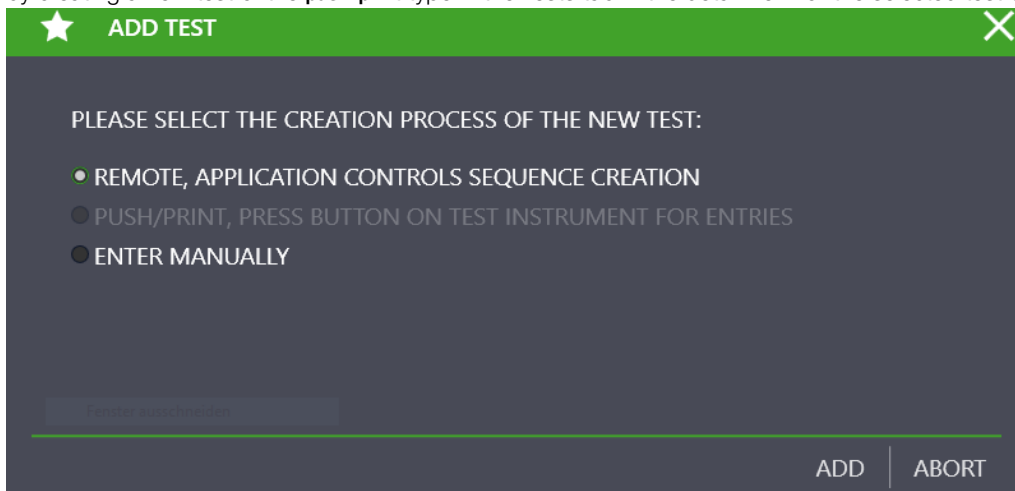 ADD TEST
PLEASE SELECT THE CREATION PROCESS OF THE NEW TEST:
REMOTE, APPLICATION CONTROLS SEQUENCE CREATION
PUSH/PRINT, PRESS BUTTON ON TEST INSTRUMENT FOR ENTRIES
ENTER MANUALLY
Fenster ausschneiden
ADD ABORT